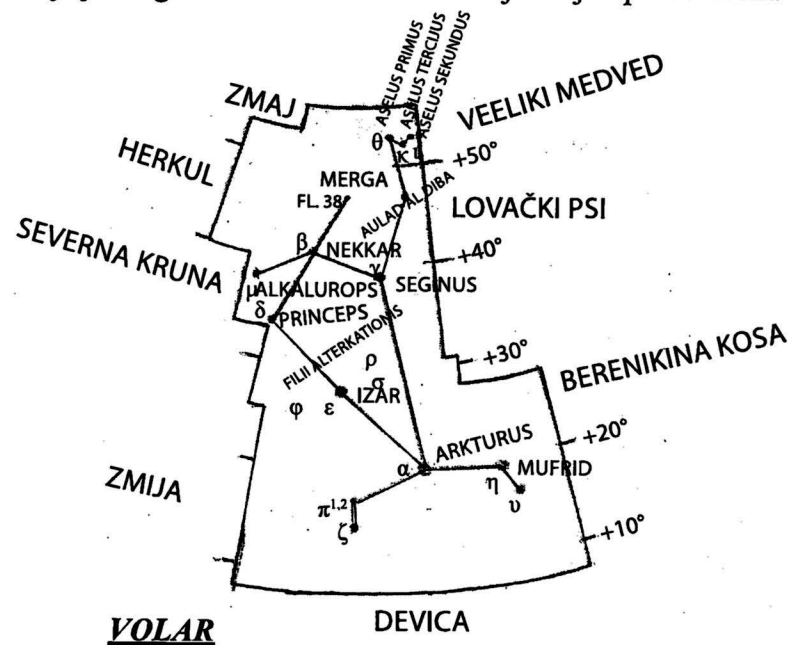 ASELUS PRIMUS
ASELUS TERCIJUS
ASELUS SEKUNDUS
ZMAJ
VEELIKI MEDVED
θ
κ
ι
+50°
HERKUL
MERGA
FL. 38
AULAD AL DIBA
LOVAČKI PSI
SEVERNA KRUNA
β
NEKKAR
+40°
γ
SEGINUS
μ
ALKALUROPS
δ
PRINCEPS
FILII ALTERKATIONIS
+30°
BERENIKINA KOSA
ρ
σ
φ
ε
IZAR
+20°
ARKTURUS
ZMIJA
α
MUFRID
η
υ
π1,2
ζ
+10°
DEVICA
VOLAR